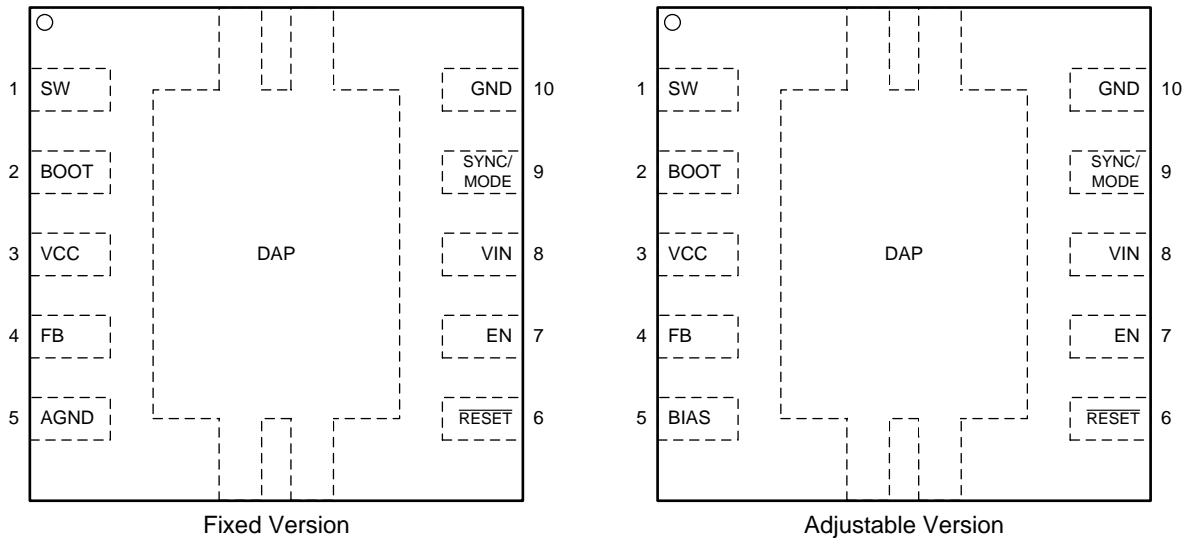 1 SW GND 10
2 BOOT SYNC/
MODE 9
3 VCC DAP VIN 8
4 FB EN 7
5 AGND RESET 6
Fixed Version
1 SW GND 10
2 BOOT SYNC/
MODE 9
3 VCC DAP VIN 8
4 FB EN 7
5 BIAS RESET 6
Adjustable Version